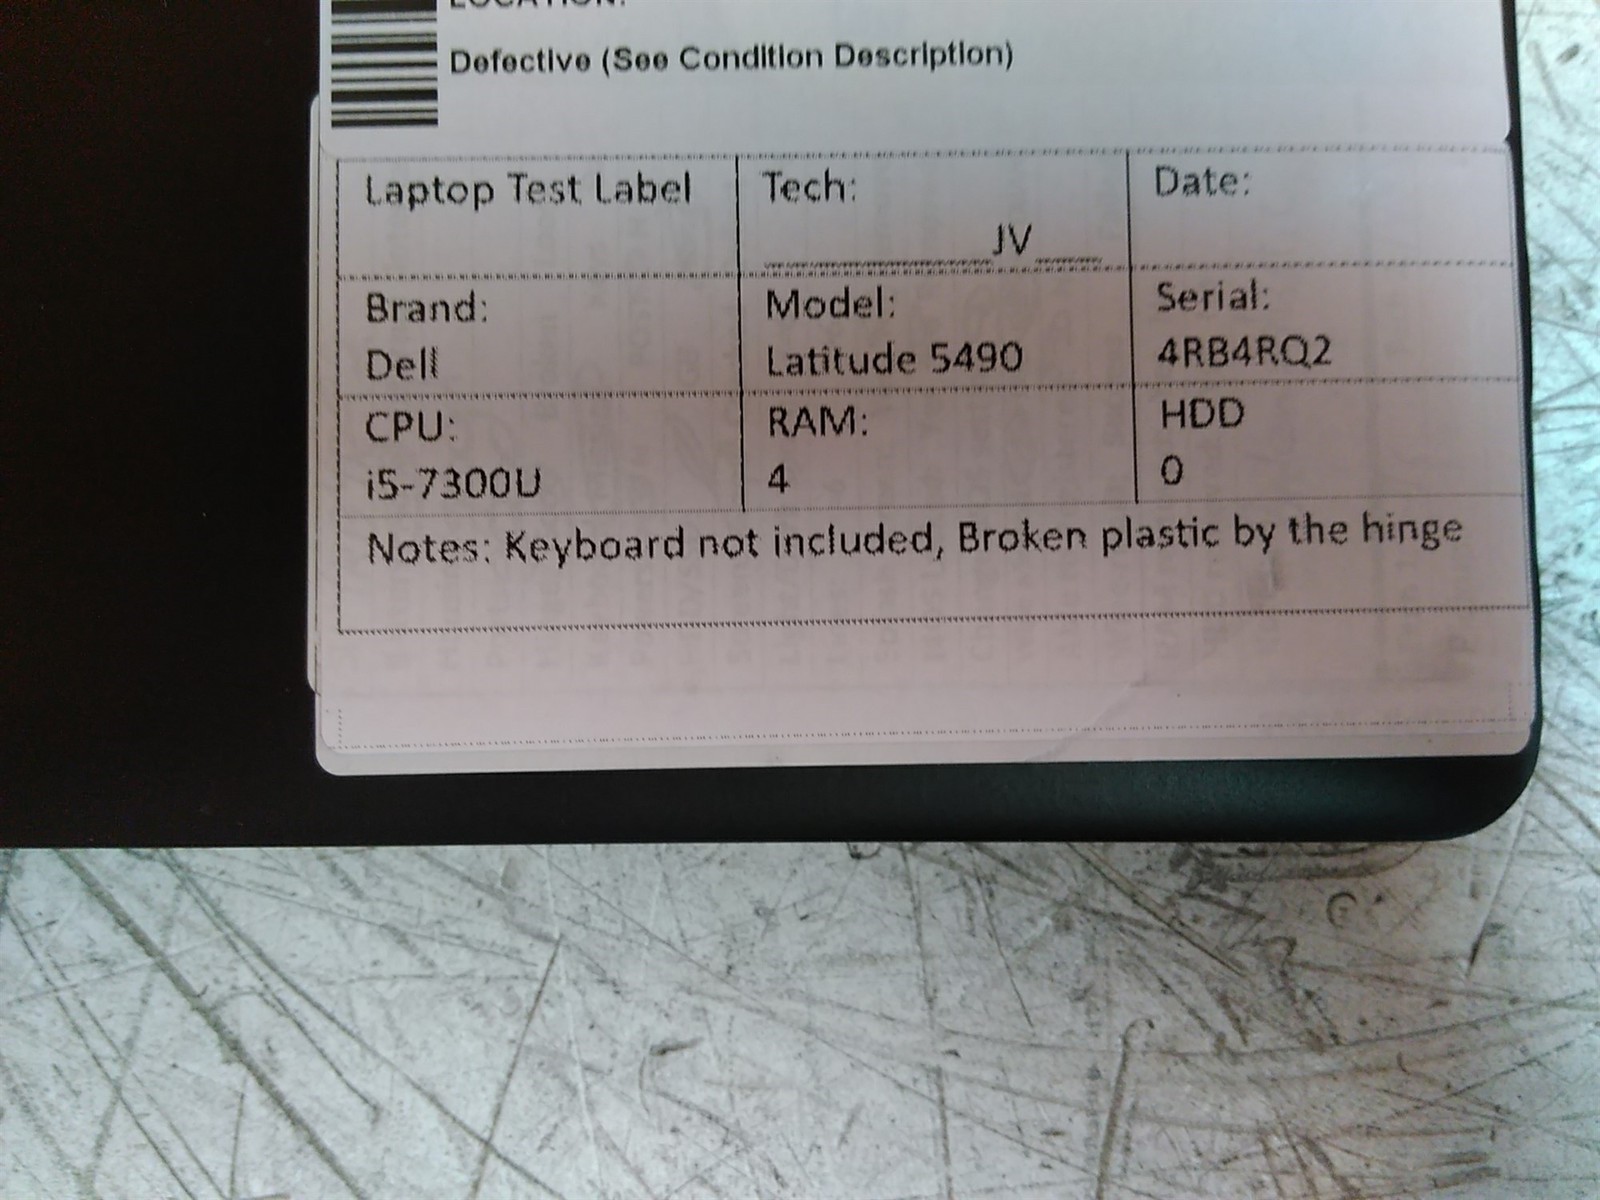 LOCATION:
Defective (See Condition Description)
Laptop Test Label
Tech:
JV
Date:
Brand:
Dell
Model:
Latitude 5490
Serial:
4RB4RQ2
CPU:
i5-7300U
RAM:
4
HDD
0
Notes: Keyboard not included, Broken plastic by the hinge